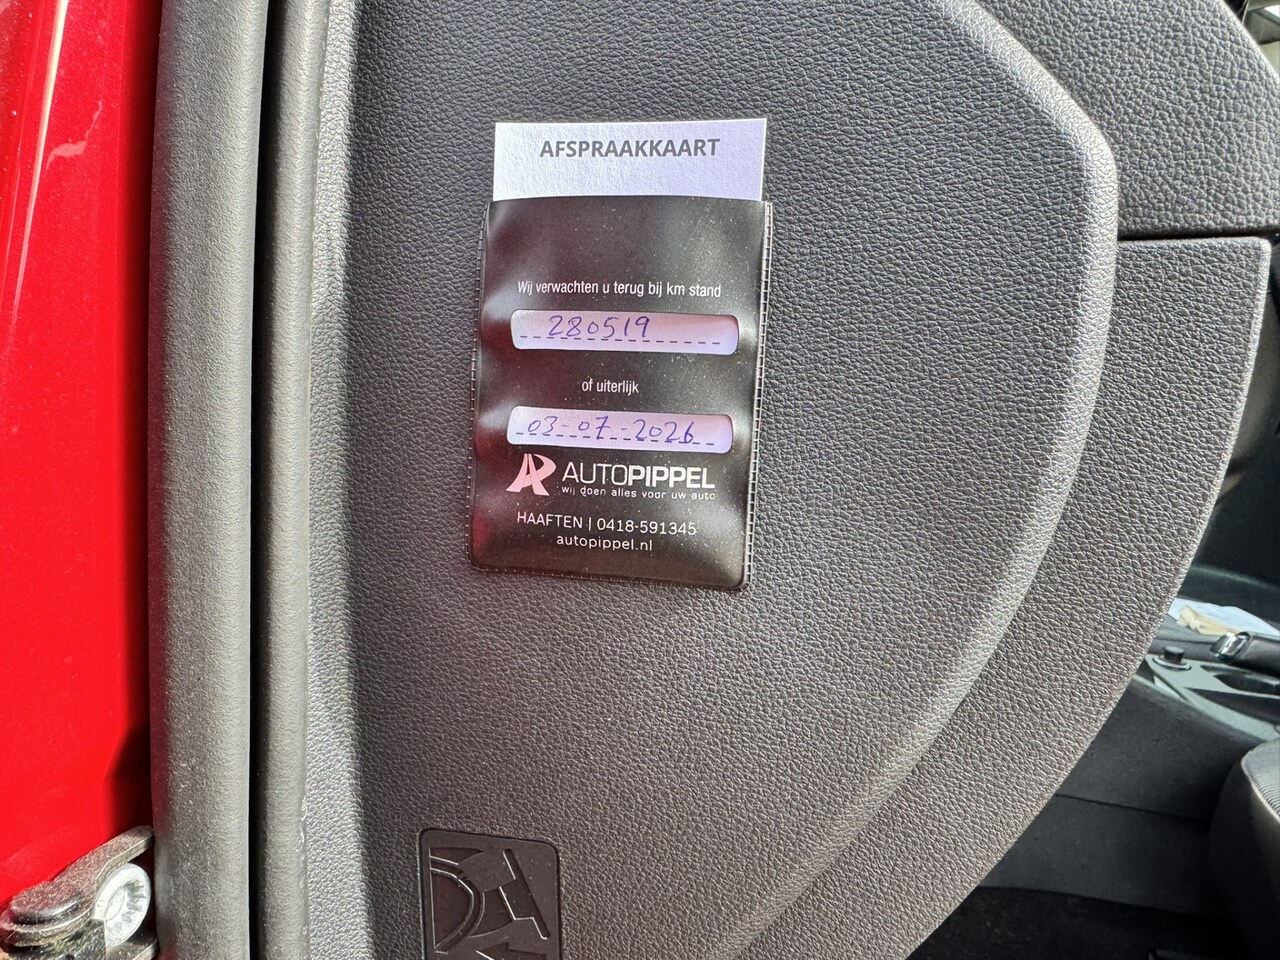 AFSPRAAKKAART
Wij verwachten u terug bij km stand
280519
of uiterlijk
03-07-2026
AUTOPIPPEL
wij doen alles voor uw auto
HAAFTEN | 0418-591345
autopippel.nl